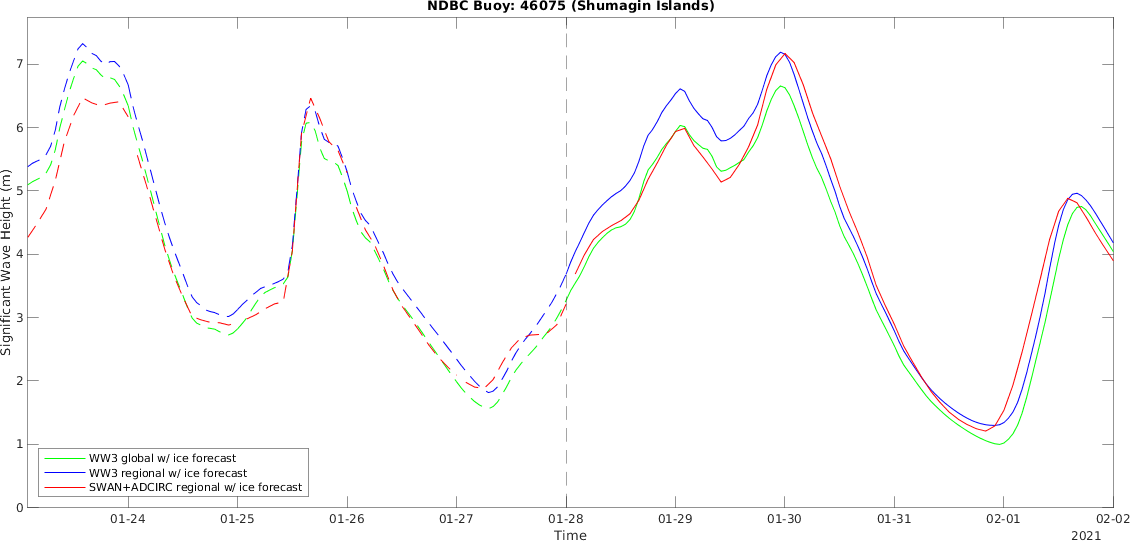 NDBC Buoy: 46075 (Shumagin Islands)
Significant Wave Height (m)
7
6
5
4
3
2
1
0
WW3 global w/ ice forecast
WW3 regional w/ ice forecast
SWAN+ADCIRC regional w/ ice forecast
01-24 01-25 01-26 01-27 01-28 01-29 01-30 01-31 02-01 02-02
Time
2021